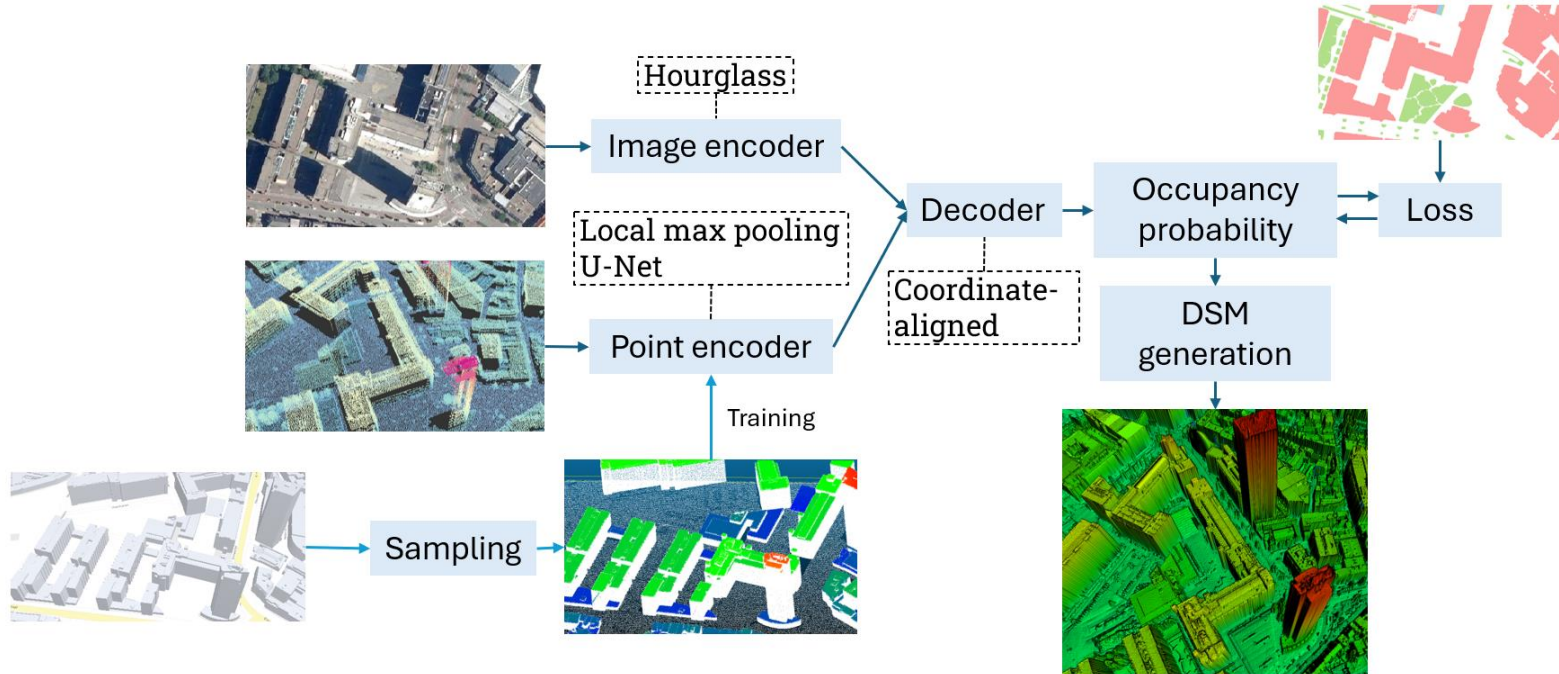 Hourglass
Image encoder
Local max pooling
U-Net
Point encoder
Training
Sampling
Decoder
Coordinate-
aligned
Occupancy
probability
Loss
DSM
generation